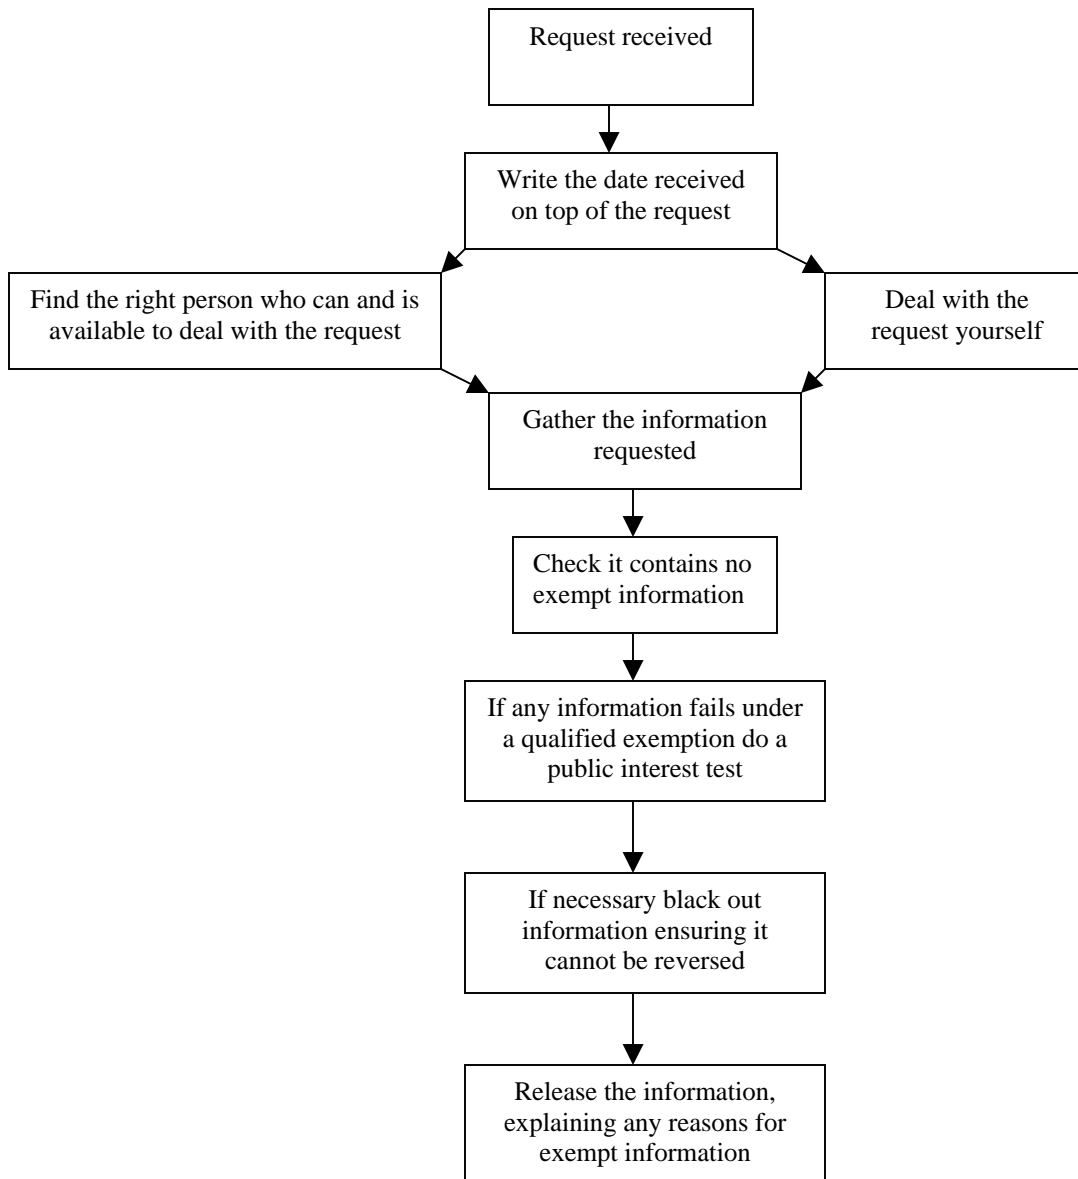 Request received
Write the date received
on top of the request
Find the right person who can and is
available to deal with the request
Deal with the
request yourself
Gather the information
requested
Check it contains no
exempt information
If any information fails under
a qualified exemption do a
public interest test
If necessary black out
information ensuring it
cannot be reversed
Release the information,
explaining any reasons for
exempt information